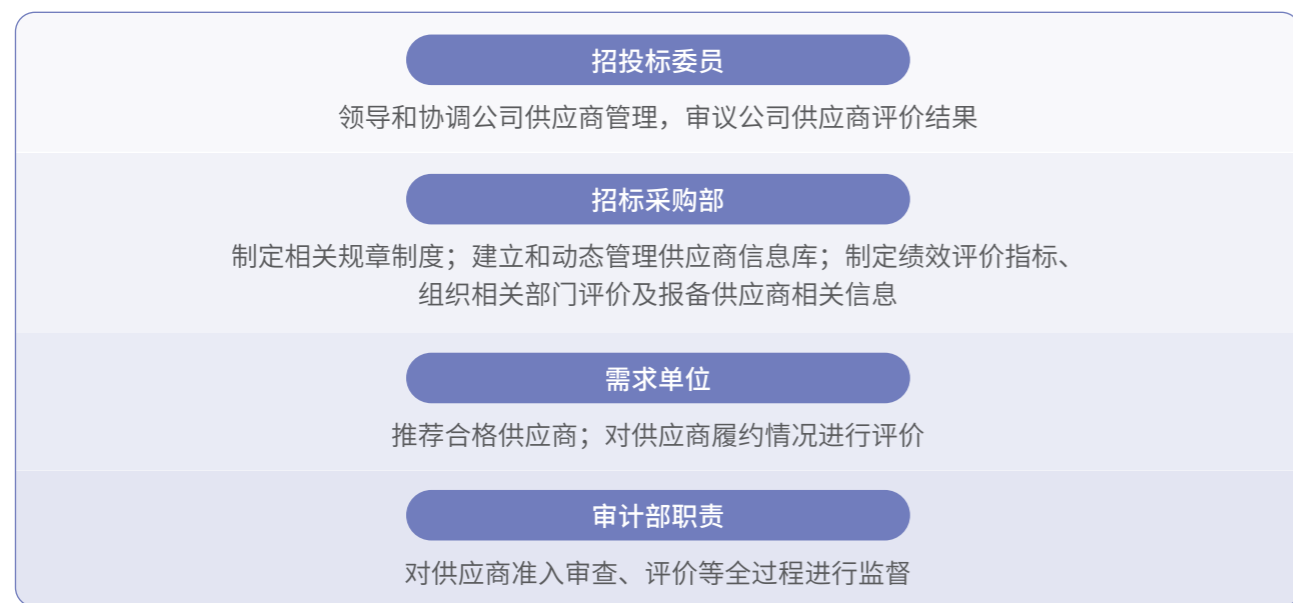 招投标委员
领导和协调公司供应商管理，审议公司供应商评价结果
招标采购部
制定相关规章制度；建立和动态管理供应商信息库；制定绩效评价指标、
组织相关部门评价及报备供应商相关信息
需求单位
推荐合格供应商；对供应商履约情况进行评价
审计部职责
对供应商准入审查、评价等全过程进行监督